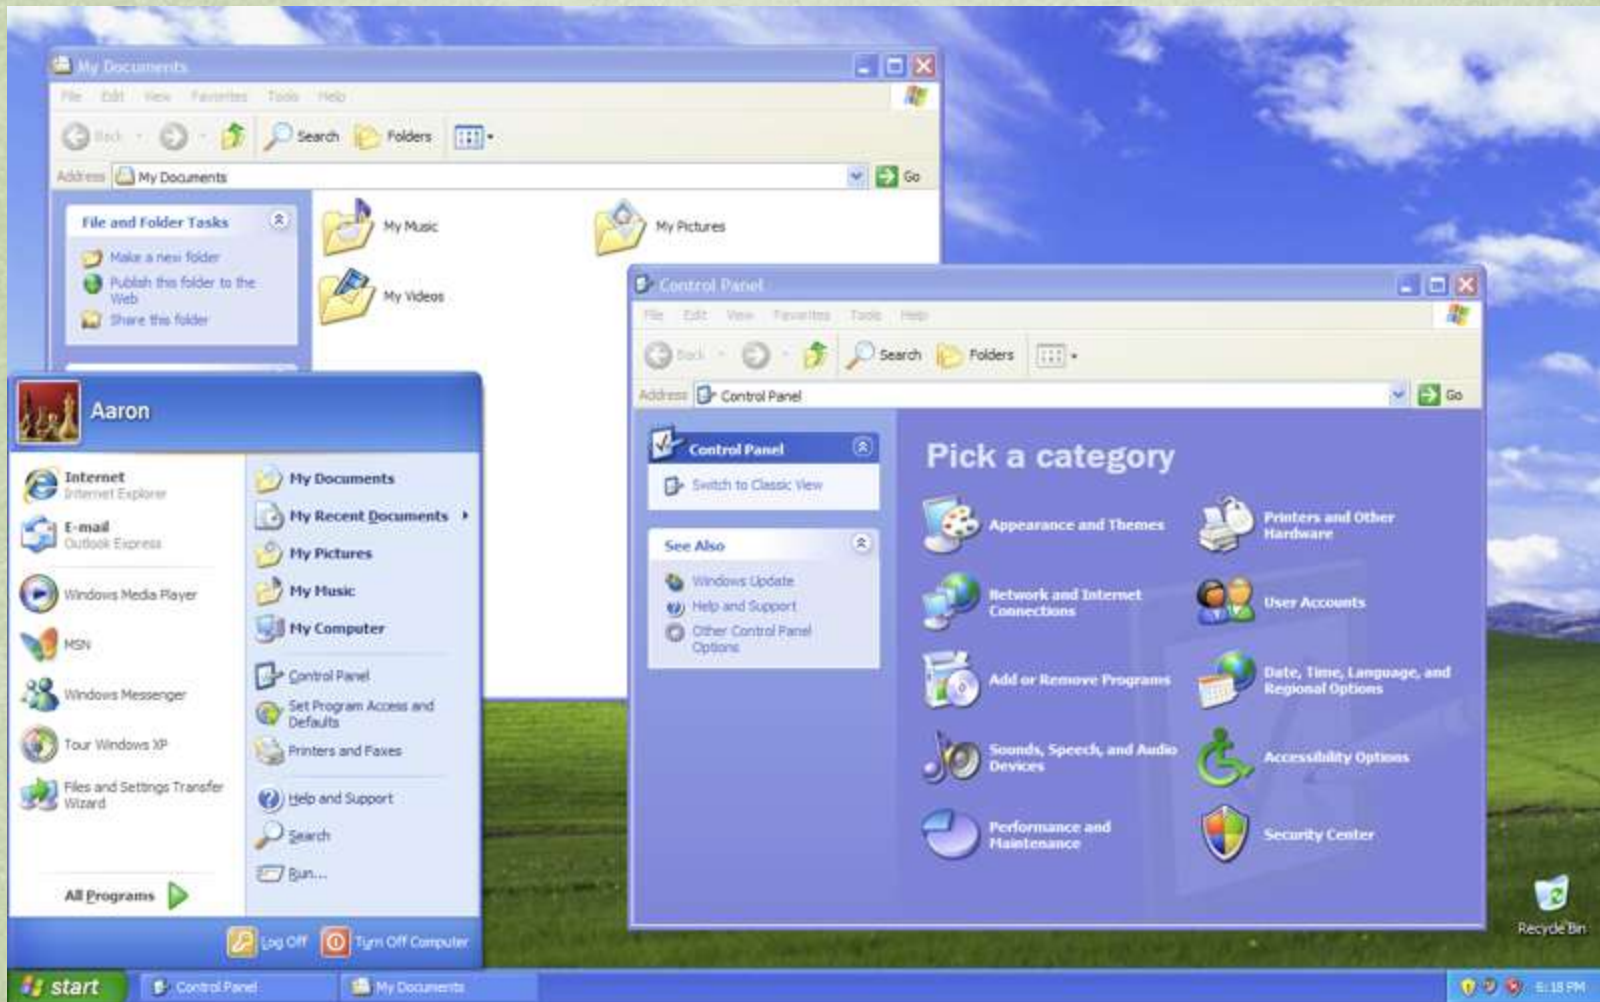 My Documents
File Edit View Favorites Tools Help
Back Search Folders
Address My Documents Go
File and Folder Tasks
Make a new folder
Publish this folder to the
Web
Share this folder
My Music
My Pictures
My Videos
Control Panel
File Edit View Favorites Tools Help
Back Search Folders
Address Control Panel Go
Control Panel
Switch to Classic View
See Also
Windows Update
Help and Support
Other Control Panel
Options
Pick a category
Appearance and Themes
Printers and Other
Hardware
Network and Internet
Connections
User Accounts
Add or Remove Programs
Date, Time, Language, and
Regional Options
Sounds, Speech, and Audio
Devices
Accessibility Options
Performance and
Maintenance
Security Center
Aaron
Internet
Internet Explorer
E-mail
Outlook Express
Windows Media Player
MSN
Windows Messenger
Tour Windows XP
Files and Settings Transfer
Wizard
All Programs
My Documents
My Recent Documents
My Pictures
My Music
My Computer
Control Panel
Set Program Access and
Defaults
Printers and Faxes
Help and Support
Search
Run...
Log Off Turn Off Computer
Recycle Bin
start Control Panel My Documents 6:18 PM